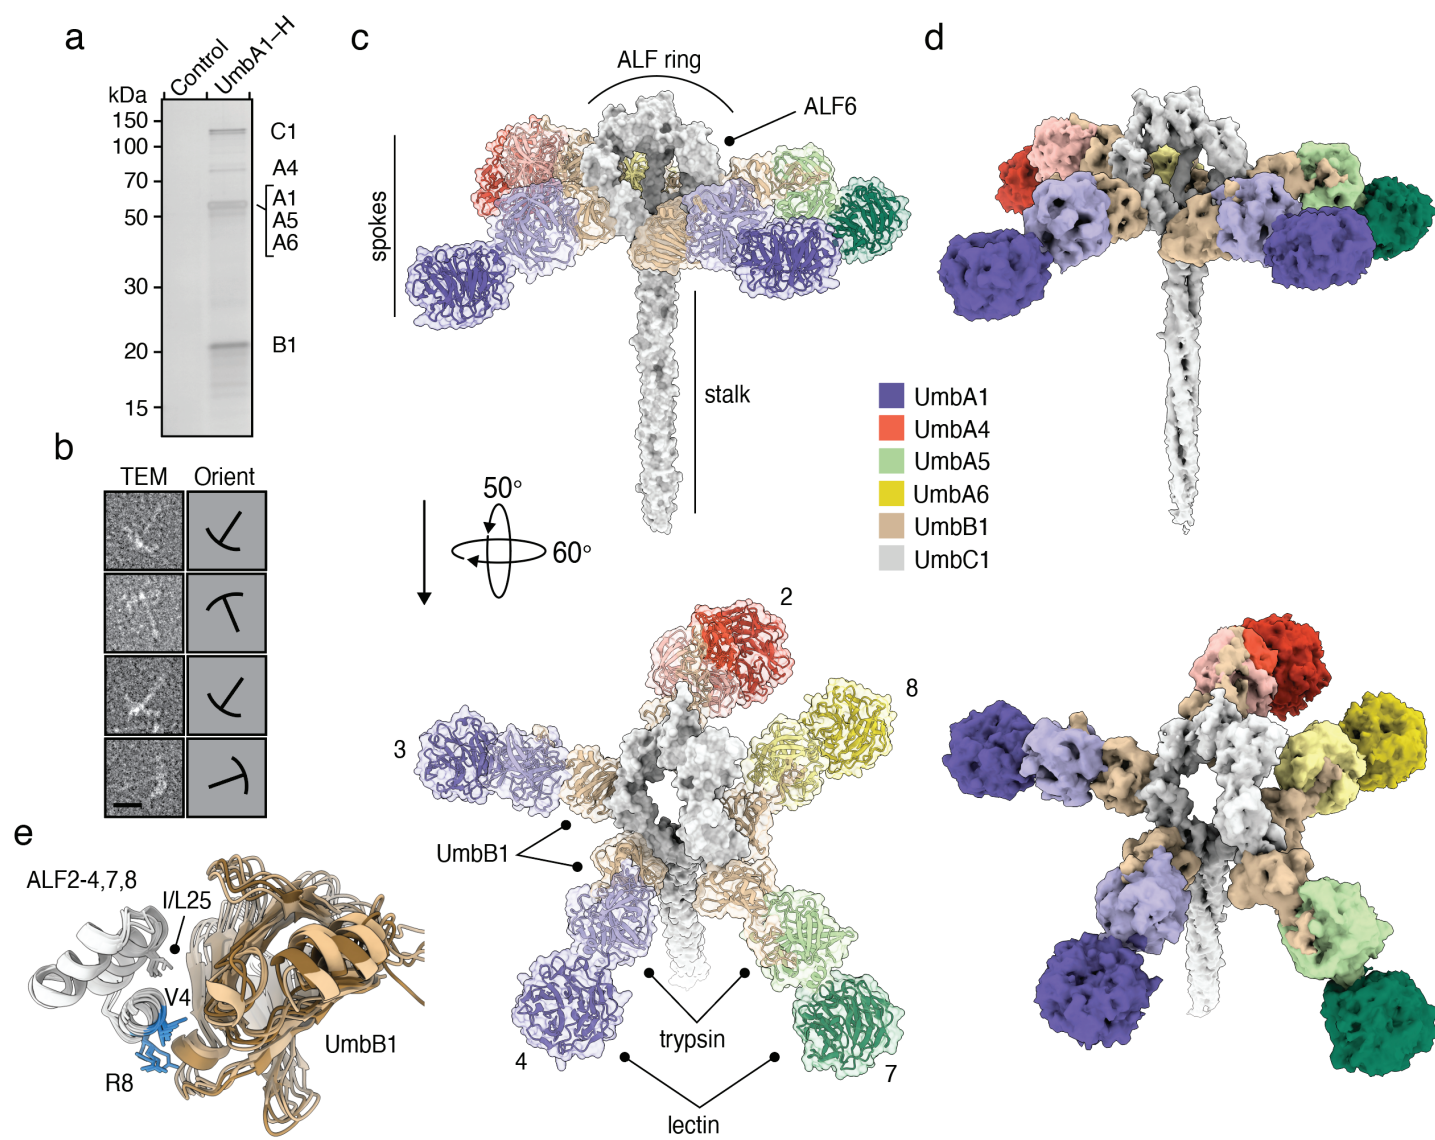 a
Control
UmbA1–H
kDa
150
100
70
50
30
20
15
C1
A4
A1
A5
A6
B1
b
TEM
Orient
c
ALF ring
ALF6
spokes
stalk
50°
60°
2
8
3
UmbB1
trypsin
4
7
lectin
d
UmbA1
UmbA4
UmbA5
UmbA6
UmbB1
UmbC1
e
ALF2-4,7,8
I/L25
V4
R8
UmbB1